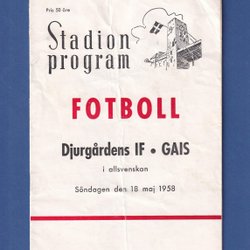 Pris 50 öre
Stadion
program
FOTBOLL
Djurgårdens IF • GAIS
i allsvenskan
Söndagen den 18 maj 1958